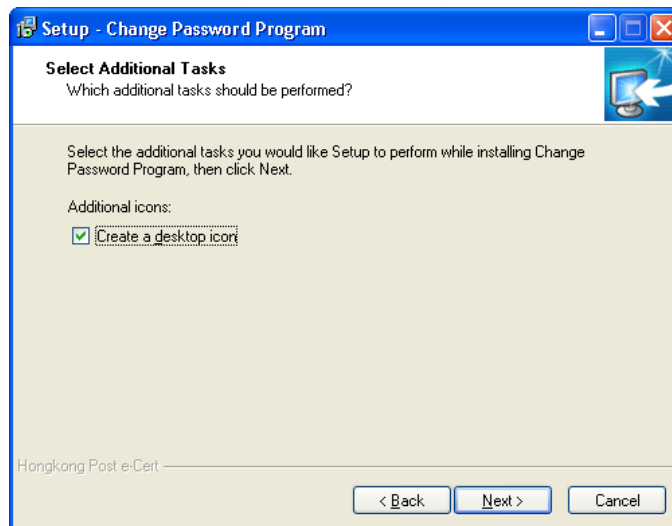 Setup - Change Password Program
Select Additional Tasks
Which additional tasks should be performed?
Select the additional tasks you would like Setup to perform while installing Change
Password Program, then click Next.
Additional icons:
Create a desktop icon
Hongkong Post e-Cert
< Back
Next >
Cancel